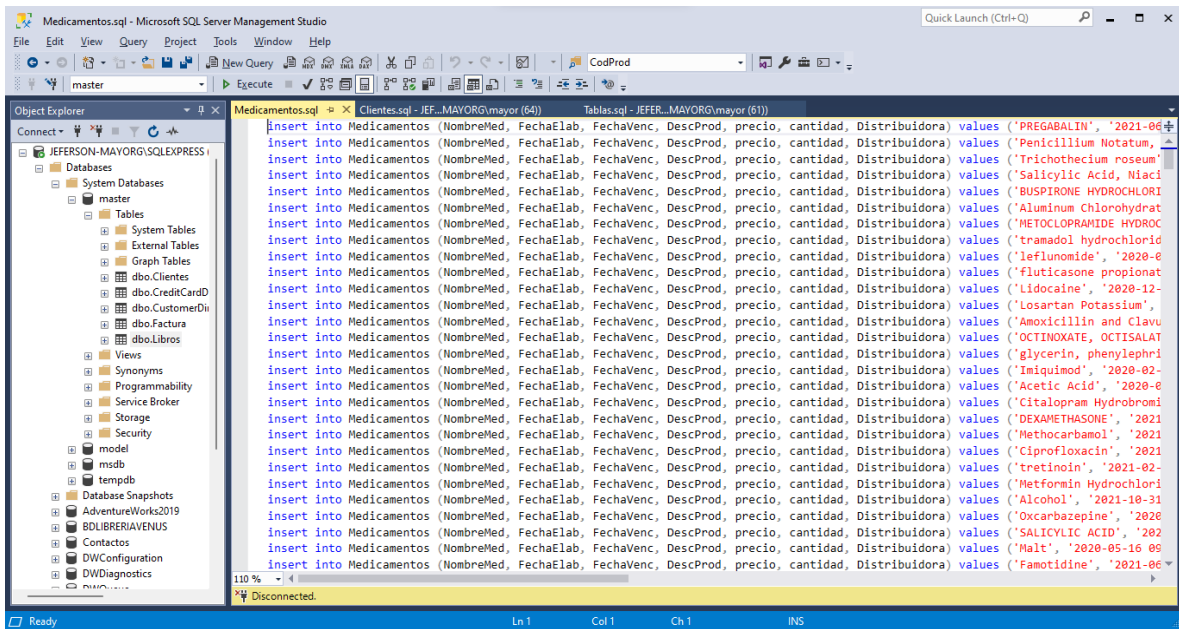 Medicamentos.sql - Microsoft SQL Server Management Studio
Quick Launch (Ctrl+Q)
File Edit View Query Project Tools Window Help
New Query MDX DMX XMLA DAX CodProd
master Execute
Object Explorer
Medicamentos.sql Clientes.sql - JEF...MAYORG\mayor (64)) Tablas.sql - JEFER...MAYORG\mayor (61))
Connect
JEFERSON-MAYORG\SQLEXPRESS (
Databases
System Databases
master
Tables
System Tables
External Tables
Graph Tables
dbo.Clientes
dbo.CreditCardD
dbo.CustomerDir
dbo.Factura
dbo.Libros
Views
Synonyms
Programmability
Service Broker
Storage
Security
model
msdb
tempdb
Database Snapshots
AdventureWorks2019
BDLIBRERIAVENUS
Contactos
DWConfiguration
DWDiagnostics
DWQueue
insert into Medicamentos (NombreMed, FechaElab, FechaVenc, DescProd, precio, cantidad, Distribuidora) values ('PREGABALIN', '2021-06
insert into Medicamentos (NombreMed, FechaElab, FechaVenc, DescProd, precio, cantidad, Distribuidora) values ('Penicillium Notatum,
insert into Medicamentos (NombreMed, FechaElab, FechaVenc, DescProd, precio, cantidad, Distribuidora) values ('Trichothecium roseum'
insert into Medicamentos (NombreMed, FechaElab, FechaVenc, DescProd, precio, cantidad, Distribuidora) values ('Salicylic Acid, Niaci
insert into Medicamentos (NombreMed, FechaElab, FechaVenc, DescProd, precio, cantidad, Distribuidora) values ('BUSPIRONE HYDROCHLORI
insert into Medicamentos (NombreMed, FechaElab, FechaVenc, DescProd, precio, cantidad, Distribuidora) values ('Aluminum Chlorohydrat
insert into Medicamentos (NombreMed, FechaElab, FechaVenc, DescProd, precio, cantidad, Distribuidora) values ('METOCLOPRAMIDE HYDROC
insert into Medicamentos (NombreMed, FechaElab, FechaVenc, DescProd, precio, cantidad, Distribuidora) values ('tramadol hydrochlorid
insert into Medicamentos (NombreMed, FechaElab, FechaVenc, DescProd, precio, cantidad, Distribuidora) values ('leflunomide', '2020-0
insert into Medicamentos (NombreMed, FechaElab, FechaVenc, DescProd, precio, cantidad, Distribuidora) values ('fluticasone propionat
insert into Medicamentos (NombreMed, FechaElab, FechaVenc, DescProd, precio, cantidad, Distribuidora) values ('Lidocaine', '2020-12-
insert into Medicamentos (NombreMed, FechaElab, FechaVenc, DescProd, precio, cantidad, Distribuidora) values ('Losartan Potassium',
insert into Medicamentos (NombreMed, FechaElab, FechaVenc, DescProd, precio, cantidad, Distribuidora) values ('Amoxicillin and Clavu
insert into Medicamentos (NombreMed, FechaElab, FechaVenc, DescProd, precio, cantidad, Distribuidora) values ('OCTINOXATE, OCTISALAT
insert into Medicamentos (NombreMed, FechaElab, FechaVenc, DescProd, precio, cantidad, Distribuidora) values ('glycerin, phenylephri
insert into Medicamentos (NombreMed, FechaElab, FechaVenc, DescProd, precio, cantidad, Distribuidora) values ('Imiquimod', '2020-02-
insert into Medicamentos (NombreMed, FechaElab, FechaVenc, DescProd, precio, cantidad, Distribuidora) values ('Acetic Acid', '2020-0
insert into Medicamentos (NombreMed, FechaElab, FechaVenc, DescProd, precio, cantidad, Distribuidora) values ('Citalopram Hydrobromi
insert into Medicamentos (NombreMed, FechaElab, FechaVenc, DescProd, precio, cantidad, Distribuidora) values ('DEXAMETHASONE', '2021
insert into Medicamentos (NombreMed, FechaElab, FechaVenc, DescProd, precio, cantidad, Distribuidora) values ('Methocarbamol', '2021
insert into Medicamentos (NombreMed, FechaElab, FechaVenc, DescProd, precio, cantidad, Distribuidora) values ('Ciprofloxacin', '2021
insert into Medicamentos (NombreMed, FechaElab, FechaVenc, DescProd, precio, cantidad, Distribuidora) values ('tretinoin', '2021-02-
insert into Medicamentos (NombreMed, FechaElab, FechaVenc, DescProd, precio, cantidad, Distribuidora) values ('Metformin Hydrochlori
insert into Medicamentos (NombreMed, FechaElab, FechaVenc, DescProd, precio, cantidad, Distribuidora) values ('Alcohol', '2021-10-31
insert into Medicamentos (NombreMed, FechaElab, FechaVenc, DescProd, precio, cantidad, Distribuidora) values ('Oxcarbazepine', '2020
insert into Medicamentos (NombreMed, FechaElab, FechaVenc, DescProd, precio, cantidad, Distribuidora) values ('SALICYLIC ACID', '202
insert into Medicamentos (NombreMed, FechaElab, FechaVenc, DescProd, precio, cantidad, Distribuidora) values ('Malt', '2020-05-16 09
insert into Medicamentos (NombreMed, FechaElab, FechaVenc, DescProd, precio, cantidad, Distribuidora) values ('Famotidine', '2021-06
110 %
Disconnected.
Ready Ln 1 Col 1 Ch 1 INS